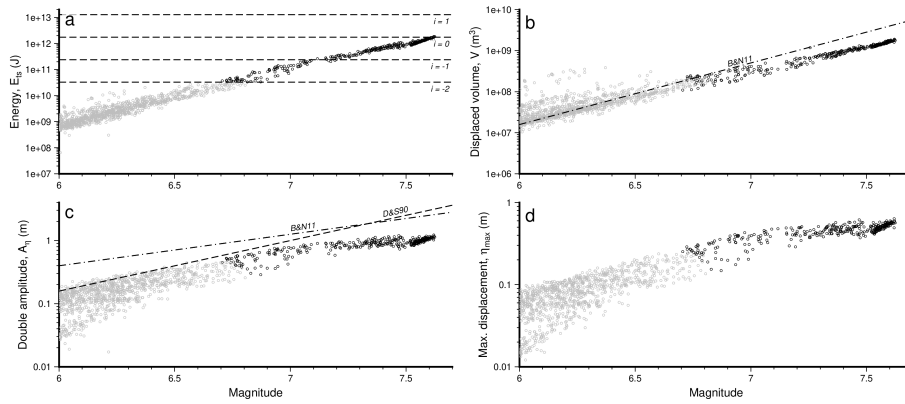 a
1e+13
1e+12
1e+11
1e+10
1e+09
1e+08
1e+07
Energy, Ets (J)
i = 1
i = 0
i = -1
i = -2
6
6.5
7
7.5
b
1e+10
1e+09
1e+08
1e+07
1e+06
Displaced volume, V (m³)
B&N11
6
6.5
7
7.5
c
1
0.1
0.01
Double amplitude, Aη (m)
B&N11
D&S90
6
6.5
7
7.5
Magnitude
d
1
0.1
0.01
Max. displacement, ηmax (m)
6
6.5
7
7.5
Magnitude